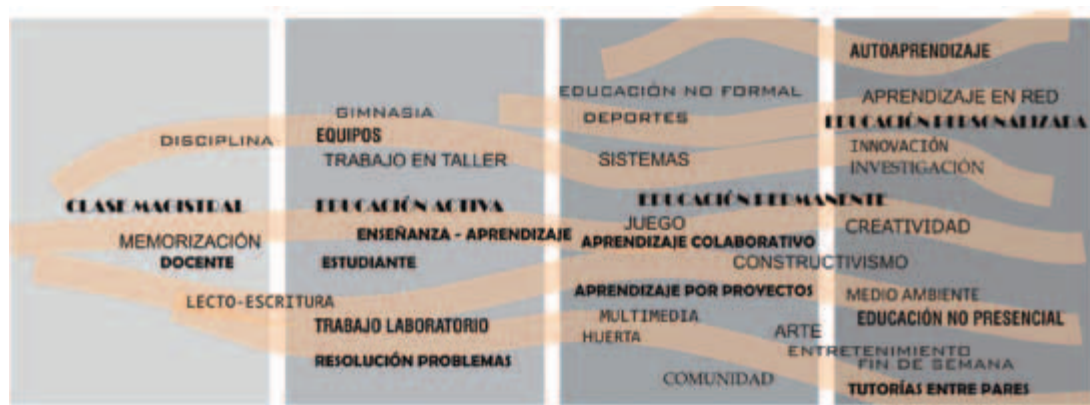 DISCIPLINA
CLASE MAGISTRAL
MEMORIZACIÓN
DOCENTE
LECTO-ESCRITURA
GIMNASIA
EQUIPOS
TRABAJO EN TALLER
EDUCACIÓN ACTIVA
ENSEÑANZA - APRENDIZAJE
ESTUDIANTE
TRABAJO LABORATORIO
RESOLUCIÓN PROBLEMAS
EDUCACIÓN NO FORMAL
DEPORTES
SISTEMAS
EDUCACIÓN PERMANENTE
JUEGO
APRENDIZAJE COLABORATIVO
CONSTRUCTIVISMO
APRENDIZAJE POR PROYECTOS
MULTIMEDIA
HUERTA
ARTE
ENTRETENIMIENTO
COMUNIDAD
AUTOAPRENDIZAJE
APRENDIZAJE EN RED
EDUCACIÓN PERSONALIZADA
INNOVACIÓN
INVESTIGACIÓN
CREATIVIDAD
MEDIO AMBIENTE
EDUCACIÓN NO PRESENCIAL
FIN DE SEMANA
TUTORÍAS ENTRE PARES